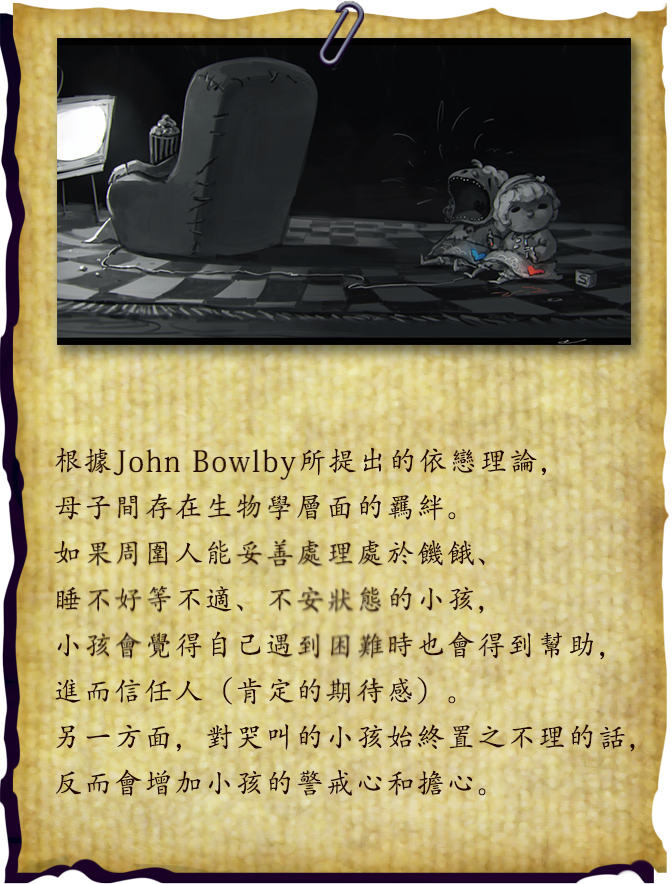 S
根據John Bowlby所提出的依戀理論，
母子間存在生物學層面的羈絆。
如果周圍人能妥善處理處於饑餓、
睡不好等不適、不安狀態的小孩，
小孩會覺得自己遇到困難時也會得到幫助，
進而信任人（肯定的期待感）。
另一方面，對哭叫的小孩始終置之不理的話，
反而會增加小孩的警戒心和擔心。